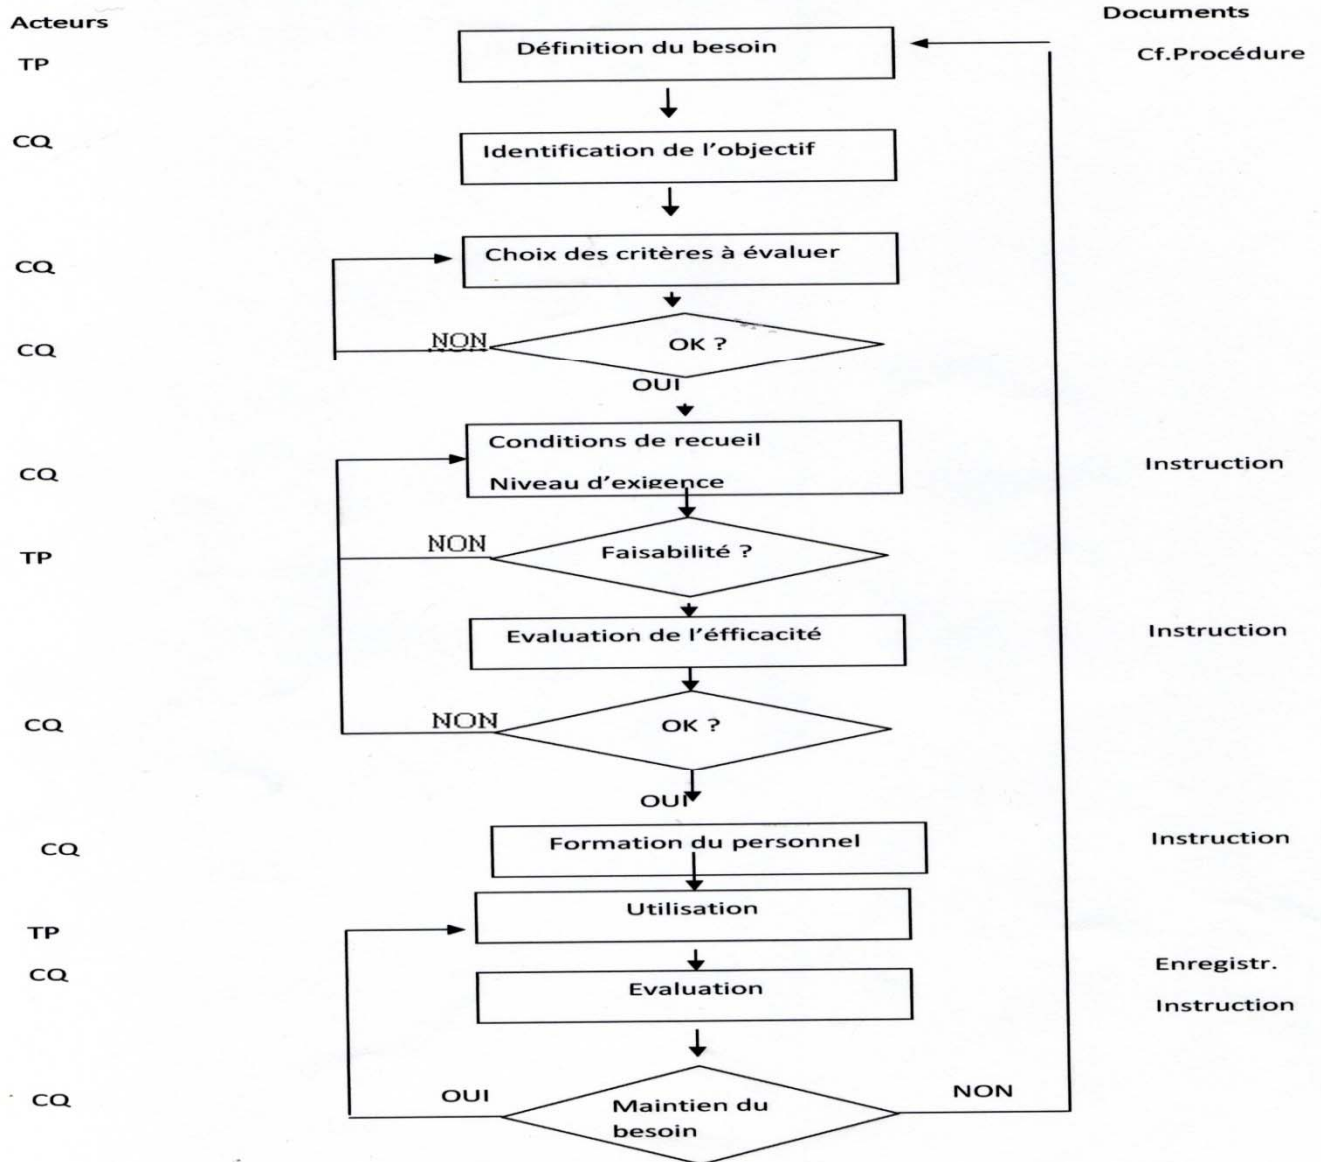 Acteurs
Documents
TP
Définition du besoin
Cf.Procédure
CQ
Identification de l'objectif
CQ
Choix des critères à évaluer
CQ
NON
OK ?
OUI
Conditions de recueil
CQ
Niveau d'exigence
Instruction
TP
NON
Faisabilité ?
Evaluation de l'éfficacité
Instruction
CQ
NON
OK ?
OUI
CQ
Formation du personnel
Instruction
Utilisation
TP
CQ
Evaluation
Enregistr.
Instruction
CQ
OUI
Maintien du
besoin
NON